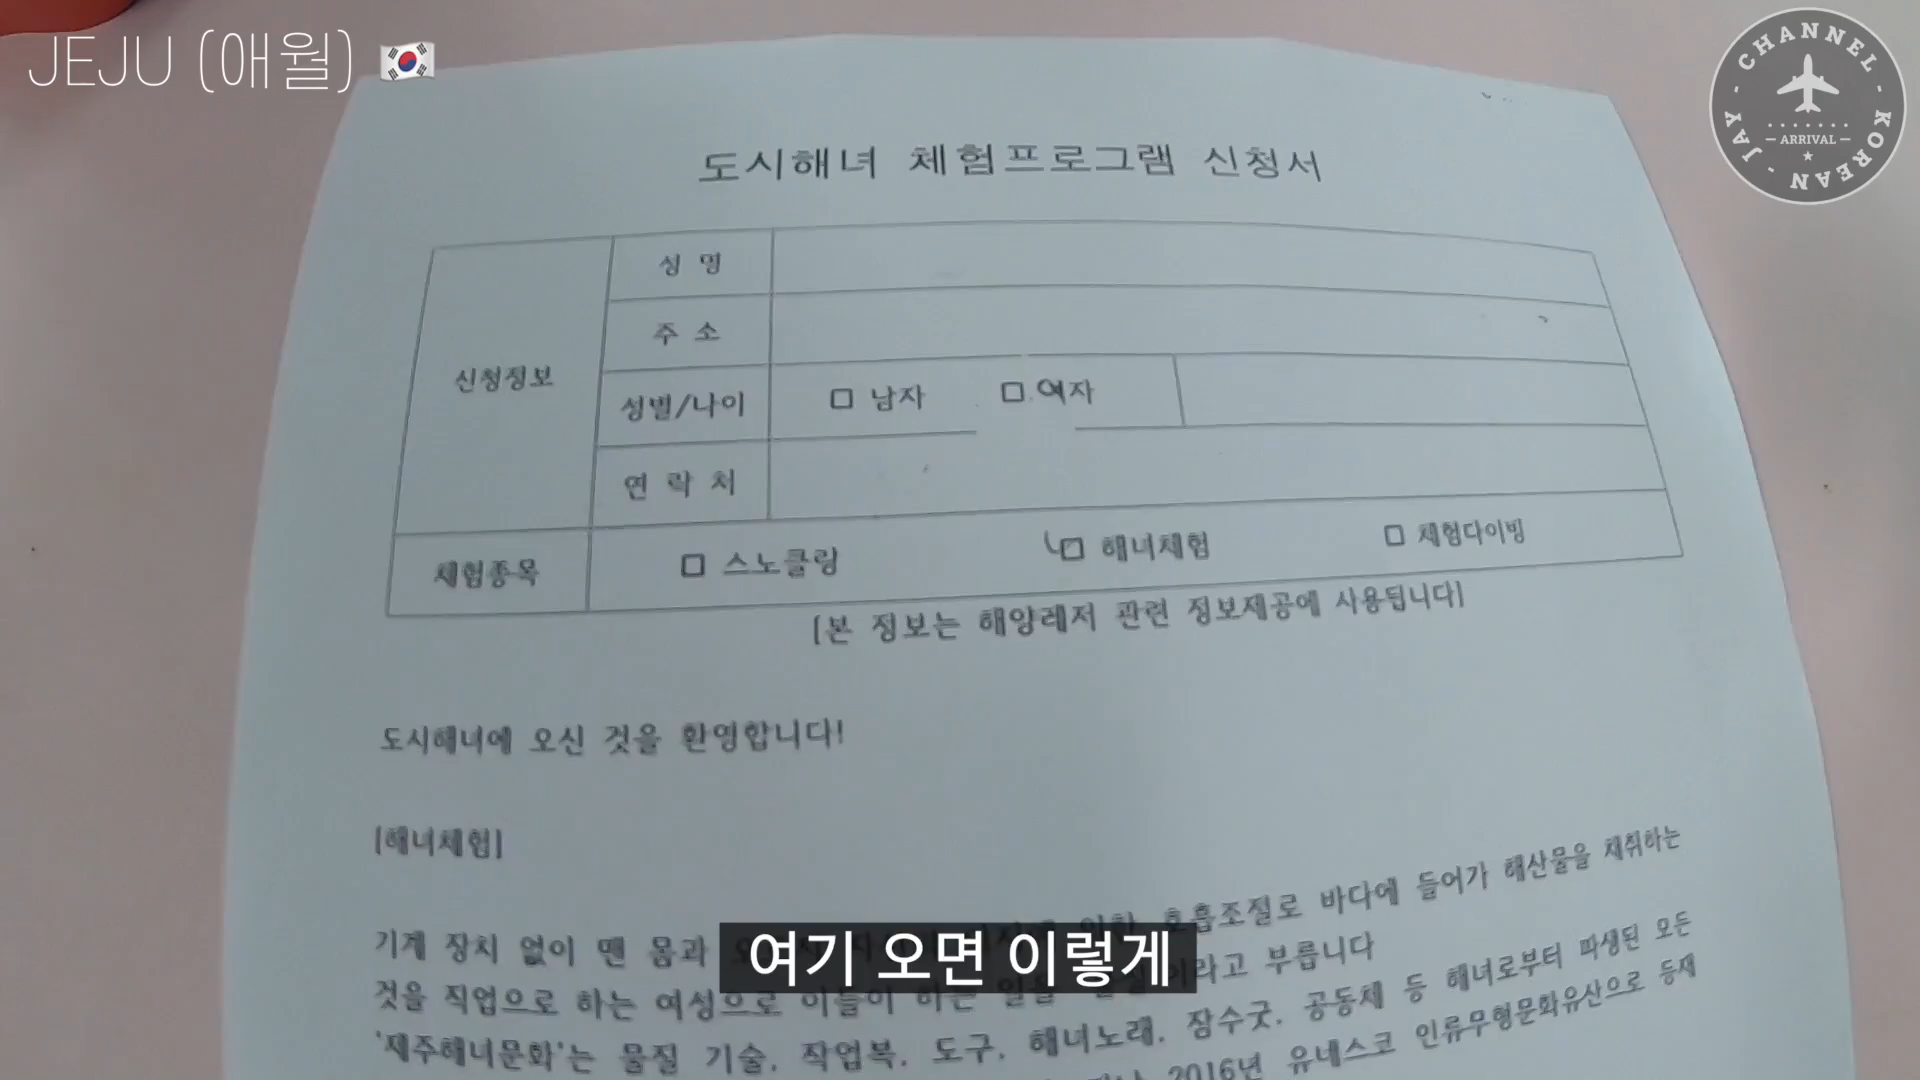 JEJU (애월)
CHANNEL KOREAN JAY
ARRIVAL
도시해녀 체험프로그램 신청서
신청정보
성 명
주 소
성별/나이
□ 남자 □ 여자
연 락 처
체험종목
□ 스노클링 □ 해녀체험 □ 체험다이빙
[본 정보는 해양레저 관련 정보제공에 사용됩니다]
도시해녀에 오신 것을 환영합니다!
[해녀체험]
기계 장치 없이 맨 몸과 호흡조절로 바다에 들어가 해산물을 채취하는
것을 직업으로 하는 여성으로 이들이 하는 이라고 부릅니다
'제주해녀문화'는 물질 기술, 작업복, 도구, 해녀노래, 잠수굿, 공동체 등 해녀로부터 파생된 모든
2016년 유네스코 인류무형문화유산으로 등재
여기 오면 이렇게